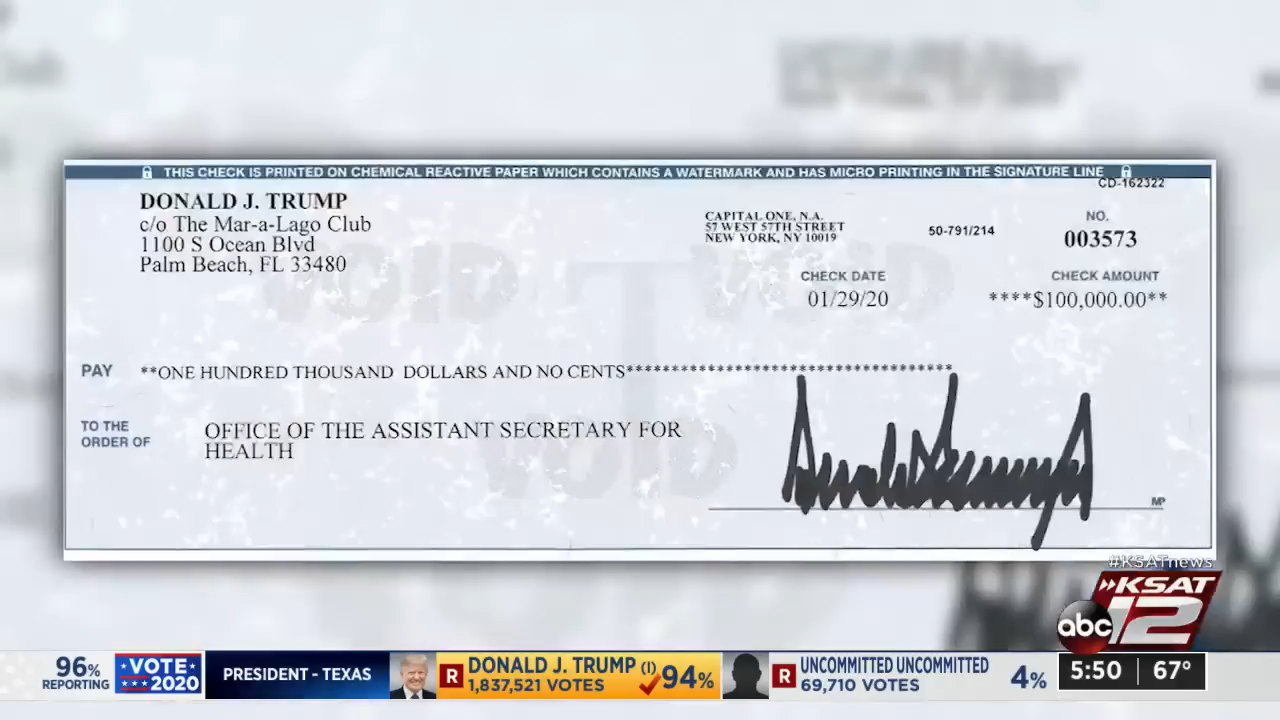 THIS CHECK IS PRINTED ON CHEMICAL REACTIVE PAPER WHICH CONTAINS A WATERMARK AND HAS MICRO PRINTING IN THE SIGNATURE LINE
CD-162322
DONALD J. TRUMP
c/o The Mar-a-Lago Club
1100 S Ocean Blvd
Palm Beach, FL 33480
CAPITAL ONE, N.A.
57 WEST 57TH STREET
NEW YORK, NY 10019
50-791/214
NO.
003573
CHECK DATE
01/29/20
CHECK AMOUNT
****$100,000.00**
VOID VOID
PAY **ONE HUNDRED THOUSAND DOLLARS AND NO CENTS************************************
TO THE
ORDER OF
OFFICE OF THE ASSISTANT SECRETARY FOR
HEALTH
VOID
MP
#KSATnews
KSAT
abc 12
96%
REPORTING
VOTE
2020
PRESIDENT - TEXAS
R DONALD J. TRUMP (I)
1,837,521 VOTES
94%
R UNCOMMITTED UNCOMMITTED
69,710 VOTES
4%
5:50 67°